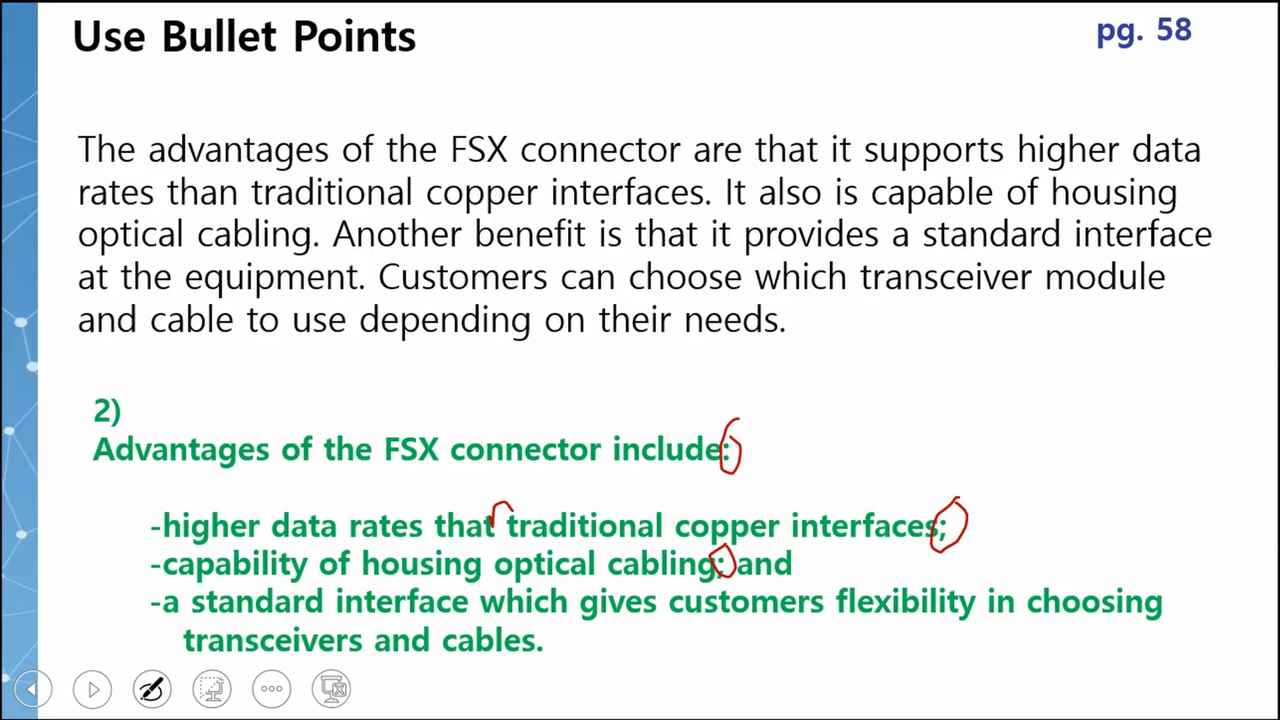 Use Bullet Points
pg. 58
The advantages of the FSX connector are that it supports higher data
rates than traditional copper interfaces. It also is capable of housing
optical cabling. Another benefit is that it provides a standard interface
at the equipment. Customers can choose which transceiver module
and cable to use depending on their needs.
2)
Advantages of the FSX connector include:
-higher data rates that traditional copper interfaces;
-capability of housing optical cabling; and
-a standard interface which gives customers flexibility in choosing
transceivers and cables.